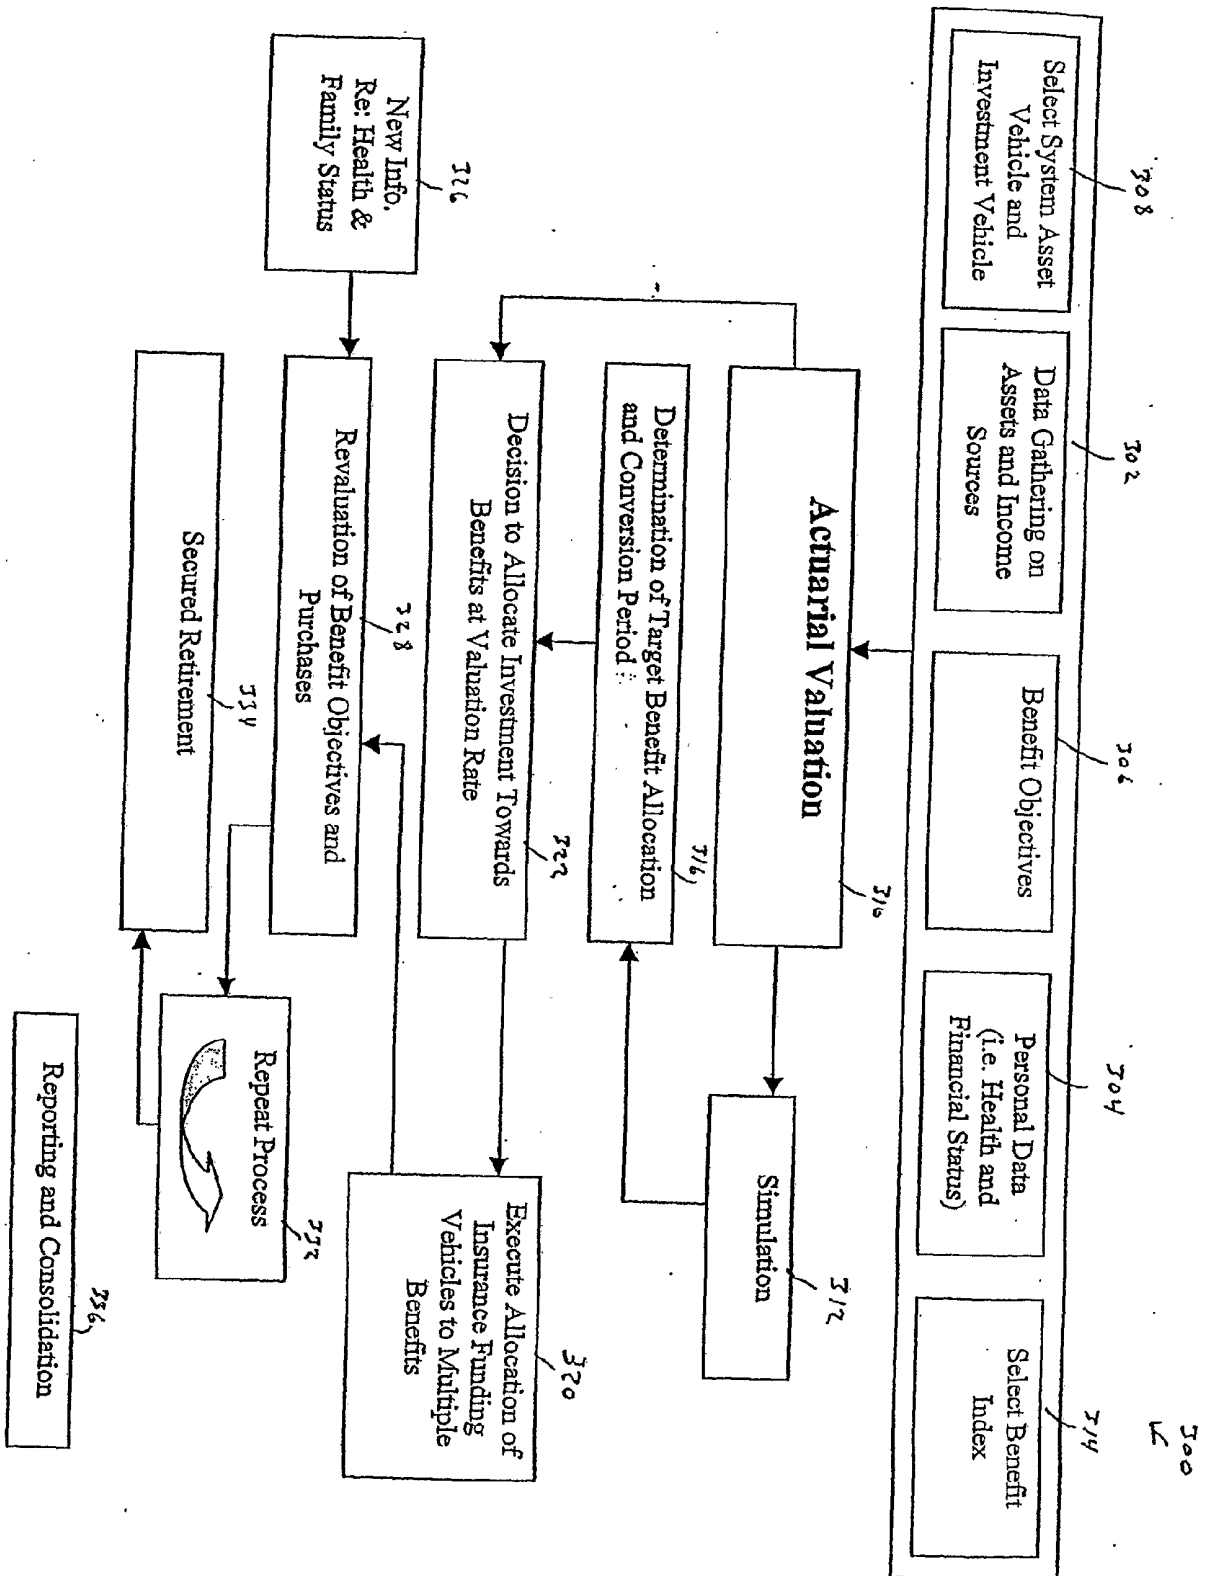 300
308
Select System Asset
Vehicle and
Investment Vehicle
302
Data Gathering on
Assets and Income
Sources
306
Benefit Objectives
304
Personal Data
(i.e. Health and
Financial Status)
314
Select Benefit
Index
310
Actuarial Valuation
312
Simulation
316
Determination of Target Benefit Allocation
and Conversion Period
322
Decision to Allocate Investment Towards
Benefits at Valuation Rate
320
Execute Allocation of
Insurance Funding
Vehicles to Multiple
Benefits
326
New Info.
Re: Health &
Family Status
328
Revaluation of Benefit Objectives and
Purchases
332
Repeat Process
334
Secured Retirement
336
Reporting and Consolidation